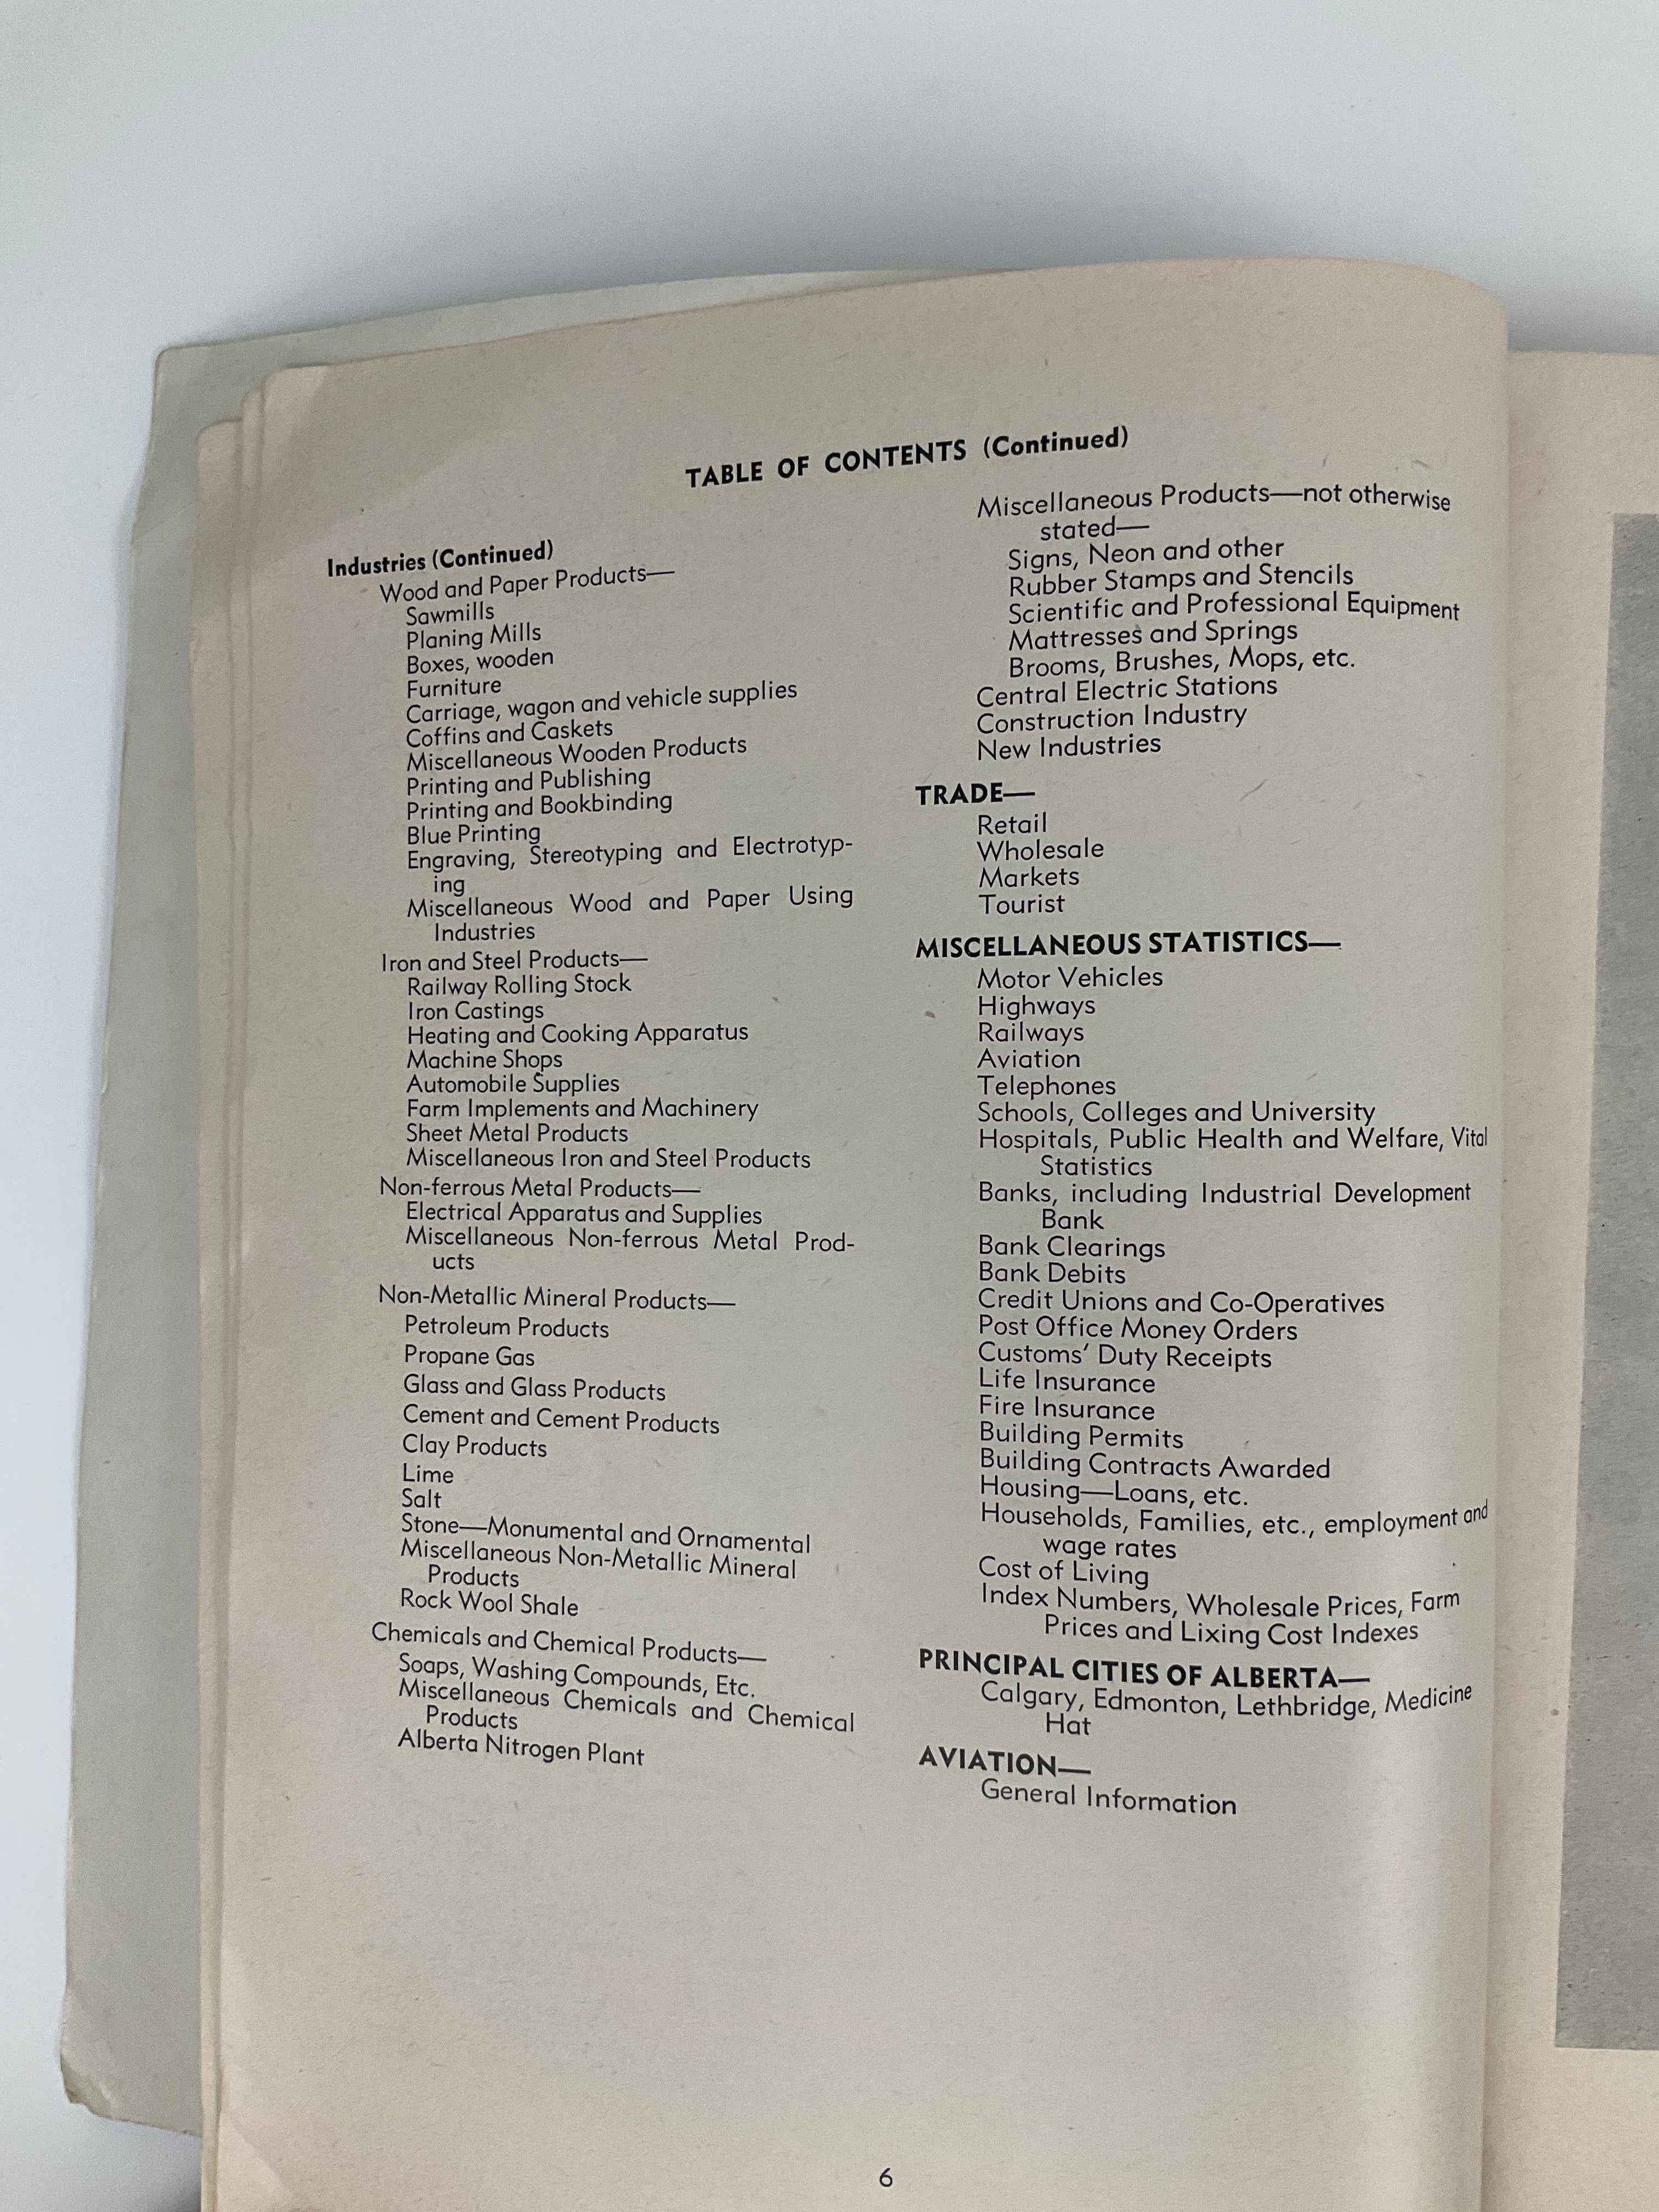 TABLE OF CONTENTS (Continued)
Industries (Continued)
Wood and Paper Products—
Sawmills
Planing Mills
Boxes, wooden
Furniture
Carriage, wagon and vehicle supplies
Coffins and Caskets
Miscellaneous Wooden Products
Printing and Publishing
Printing and Bookbinding
Blue Printing
Engraving, Stereotyping and Electrotyp-
ing
Miscellaneous Wood and Paper Using
Industries
Iron and Steel Products—
Railway Rolling Stock
Iron Castings
Heating and Cooking Apparatus
Machine Shops
Automobile Supplies
Farm Implements and Machinery
Sheet Metal Products
Miscellaneous Iron and Steel Products
Non-ferrous Metal Products—
Electrical Apparatus and Supplies
Miscellaneous Non-ferrous Metal Prod-
ucts
Non-Metallic Mineral Products—
Petroleum Products
Propane Gas
Glass and Glass Products
Cement and Cement Products
Clay Products
Lime
Salt
Stone—Monumental and Ornamental
Miscellaneous Non-Metallic Mineral
Products
Rock Wool Shale
Chemicals and Chemical Products—
Soaps, Washing Compounds, Etc.
Miscellaneous Chemicals and Chemical
Products
Alberta Nitrogen Plant
Miscellaneous Products—not otherwise
stated—
Signs, Neon and other
Rubber Stamps and Stencils
Scientific and Professional Equipment
Mattresses and Springs
Brooms, Brushes, Mops, etc.
Central Electric Stations
Construction Industry
New Industries
TRADE—
Retail
Wholesale
Markets
Tourist
MISCELLANEOUS STATISTICS—
Motor Vehicles
Highways
Railways
Aviation
Telephones
Schools, Colleges and University
Hospitals, Public Health and Welfare, Vital
Statistics
Banks, including Industrial Development
Bank
Bank Clearings
Bank Debits
Credit Unions and Co-Operatives
Post Office Money Orders
Customs' Duty Receipts
Life Insurance
Fire Insurance
Building Permits
Building Contracts Awarded
Housing—Loans, etc.
Households, Families, etc., employment and
wage rates
Cost of Living
Index Numbers, Wholesale Prices, Farm
Prices and Lixing Cost Indexes
PRINCIPAL CITIES OF ALBERTA—
Calgary, Edmonton, Lethbridge, Medicine
Hat
AVIATION—
General Information
6